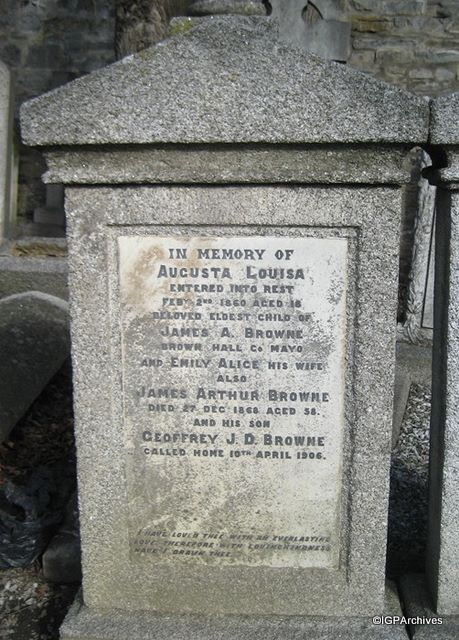 IN MEMORY OF
AUGUSTA LOUISA
ENTERED INTO REST
FEBY 2ND 1860 AGED 18
BELOVED ELDEST CHILD OF
JAMES A. BROWNE
BROWN HALL CO MAYO
AND EMILY ALICE HIS WIFE
ALSO
JAMES ARTHUR BROWNE
DIED 27 DEC 1868 AGED 58.
AND HIS SON
GEOFFREY J. D. BROWNE
CALLED HOME 10TH APRIL 1906.
I HAVE LOVED THEE WITH AN EVERLASTING
LOVE THEREFORE WITH LOVINGKINDNESS
HAVE I DRAWN THEE
©IGPArchives